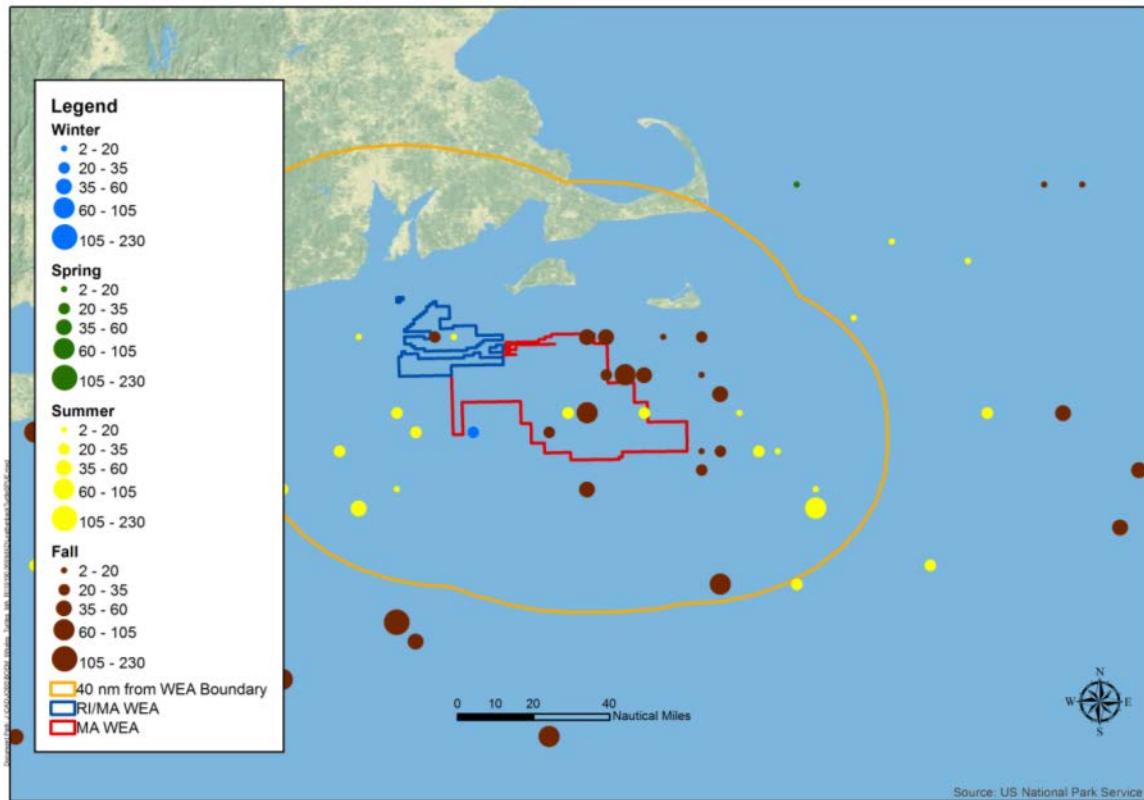 Legend
Winter
2 - 20
20 - 35
35 - 60
60 - 105
105 - 230
Spring
2 - 20
20 - 35
35 - 60
60 - 105
105 - 230
Summer
2 - 20
20 - 35
35 - 60
60 - 105
105 - 230
Fall
2 - 20
20 - 35
35 - 60
60 - 105
105 - 230
40 nm from WEA Boundary
RI/MA WEA
MA WEA
0 20 40
Nautical Miles
N
W E
S
Source: US National Park Service